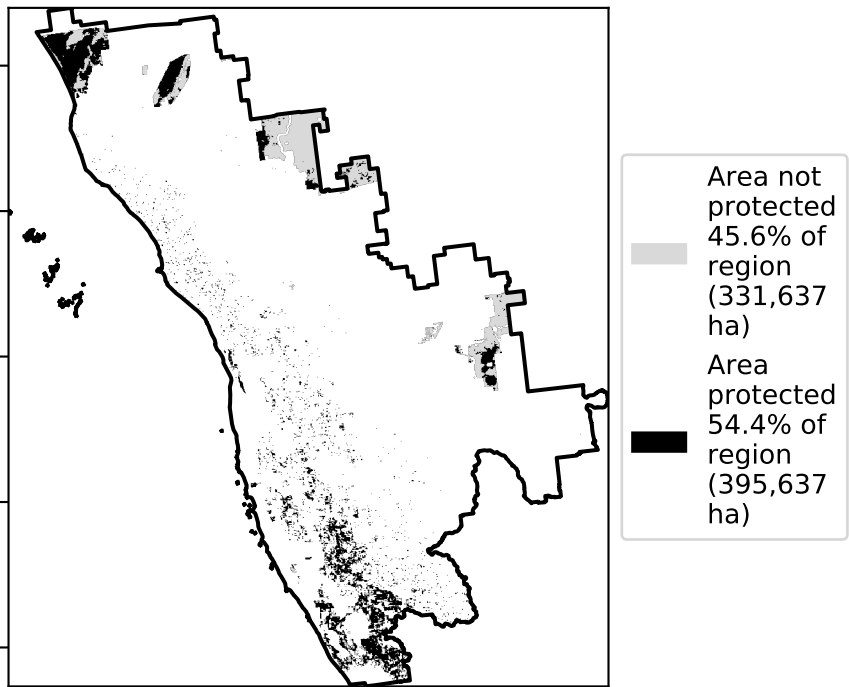 Area not
protected
45.6% of
region
(331,637
ha)
Area
protected
54.4% of
region
(395,637
ha)